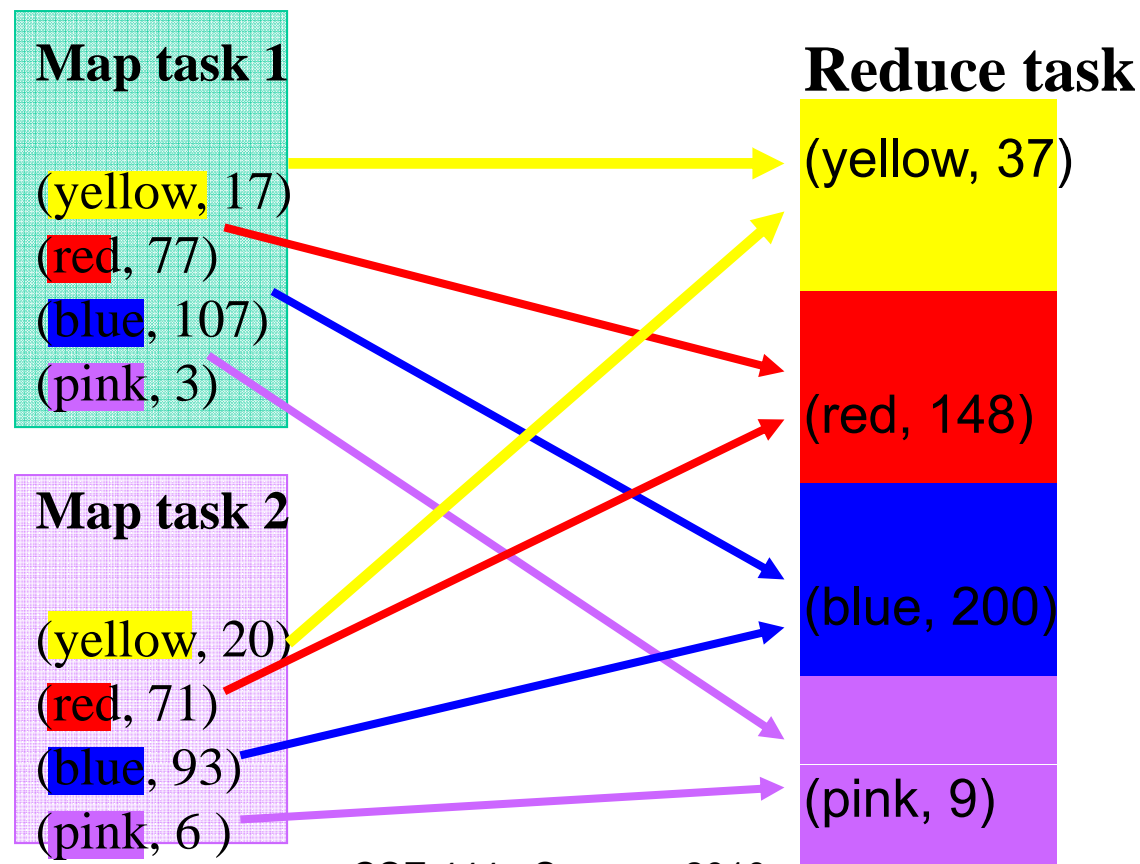 Map task 1
(yellow, 17)
(red, 77)
(blue, 107)
(pink, 3)
Map task 2
(yellow, 20)
(red, 71)
(blue, 93)
(pink, 6 )
Reduce task
(yellow, 37)
(red, 148)
(blue, 200)
(pink, 9)